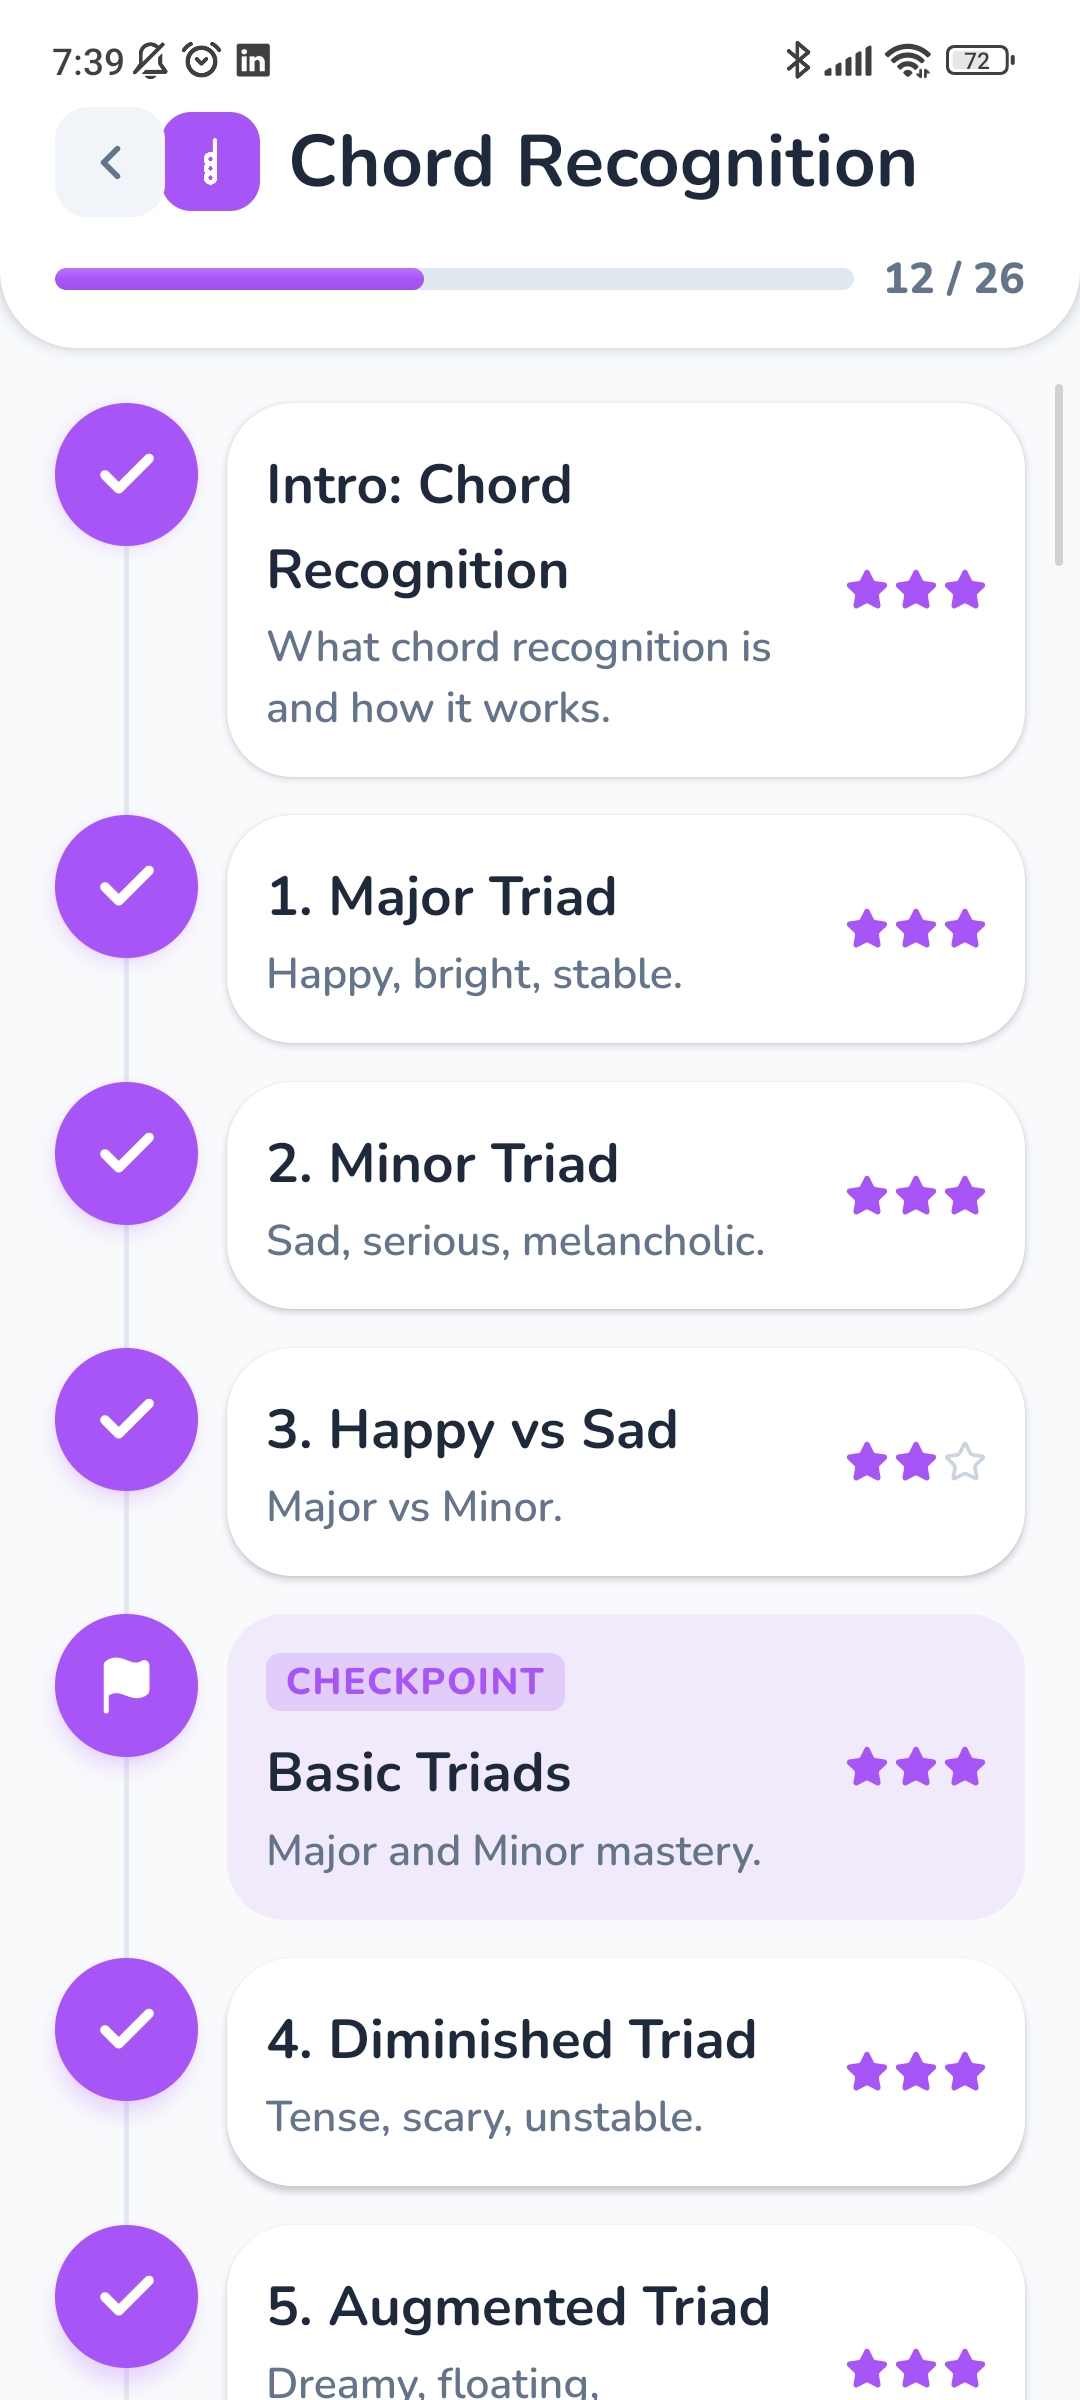 7:39
72
Chord Recognition
12 / 26
Intro: Chord
Recognition
What chord recognition is
and how it works.
1. Major Triad
Happy, bright, stable.
2. Minor Triad
Sad, serious, melancholic.
3. Happy vs Sad
Major vs Minor.
CHECKPOINT
Basic Triads
Major and Minor mastery.
4. Diminished Triad
Tense, scary, unstable.
5. Augmented Triad
Dreamy, floating,